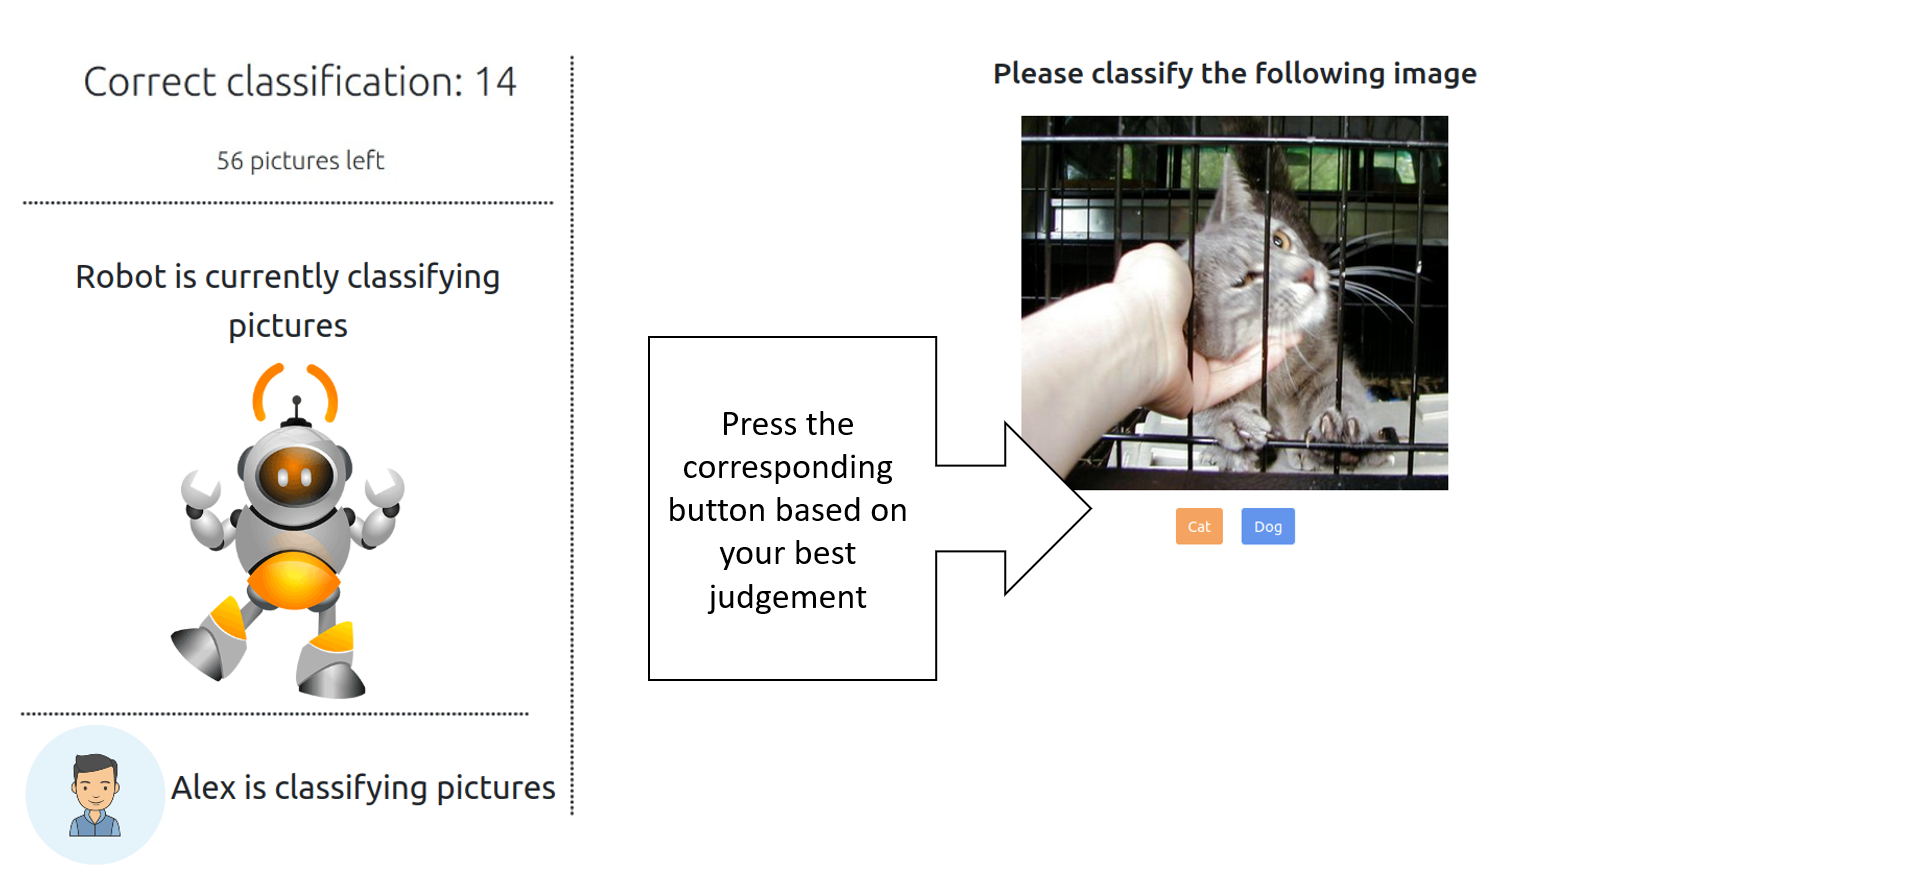 Correct classification: 14
56 pictures left
Robot is currently classifying
pictures
Alex is classifying pictures
Press the
corresponding
button based on
your best
judgement
Please classify the following image
Cat
Dog